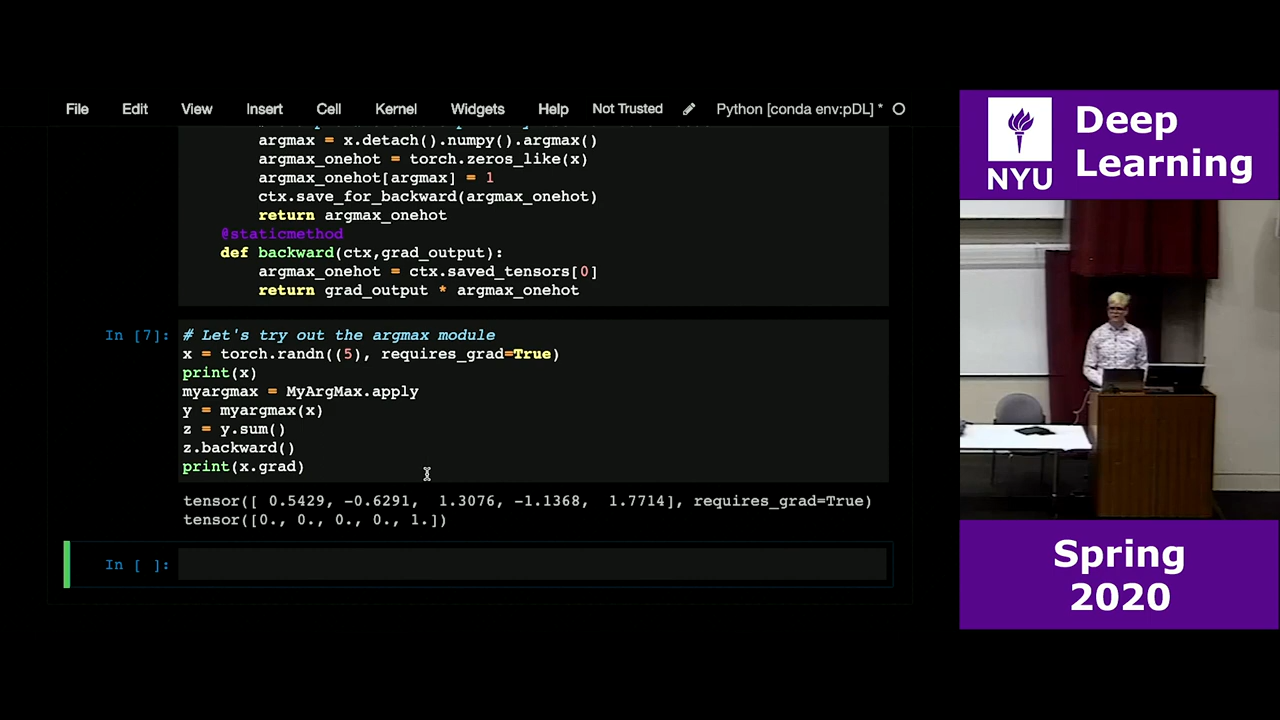 File Edit View Insert Cell Kernel Widgets Help Not Trusted Python [conda env:pDL] *
argmax = x.detach().numpy().argmax()
argmax_onehot = torch.zeros_like(x)
argmax_onehot[argmax] = 1
ctx.save_for_backward(argmax_onehot)
return argmax_onehot
@staticmethod
def backward(ctx,grad_output):
argmax_onehot = ctx.saved_tensors[0]
return grad_output * argmax_onehot
In [7]:
# Let's try out the argmax module
x = torch.randn((5), requires_grad=True)
print(x)
myargmax = MyArgMax.apply
y = myargmax(x)
z = y.sum()
z.backward()
print(x.grad)
tensor([ 0.5429, -0.6291,  1.3076, -1.1368,  1.7714], requires_grad=True)
tensor([0., 0., 0., 0., 1.])
In [ ]:
NYU
Deep
Learning
Spring
2020